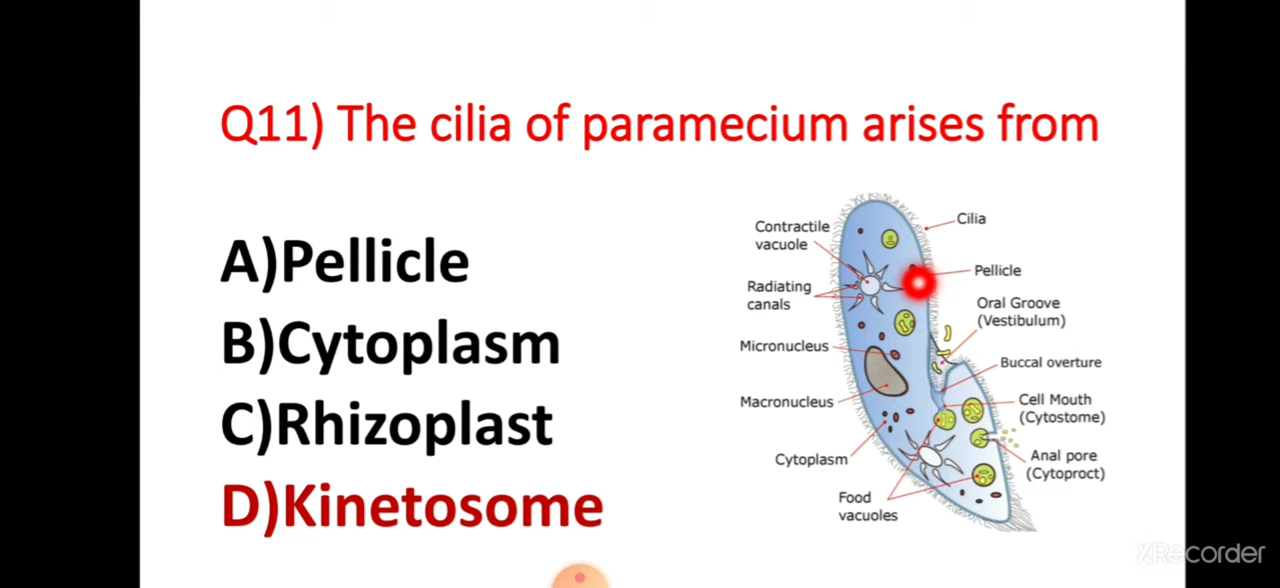 Q11) The cilia of paramecium arises from
A)Pellicle
B)Cytoplasm
C)Rhizoplast
D)Kinetosome
Contractile
vacuole
Radiating
canals
Micronucleus
Macronucleus
Cytoplasm
Food
vacuoles
Cilia
Pellicle
Oral Groove
(Vestibulum)
Buccal overture
Cell Mouth
(Cytostome)
Anal pore
(Cytoproct)
XRecorder